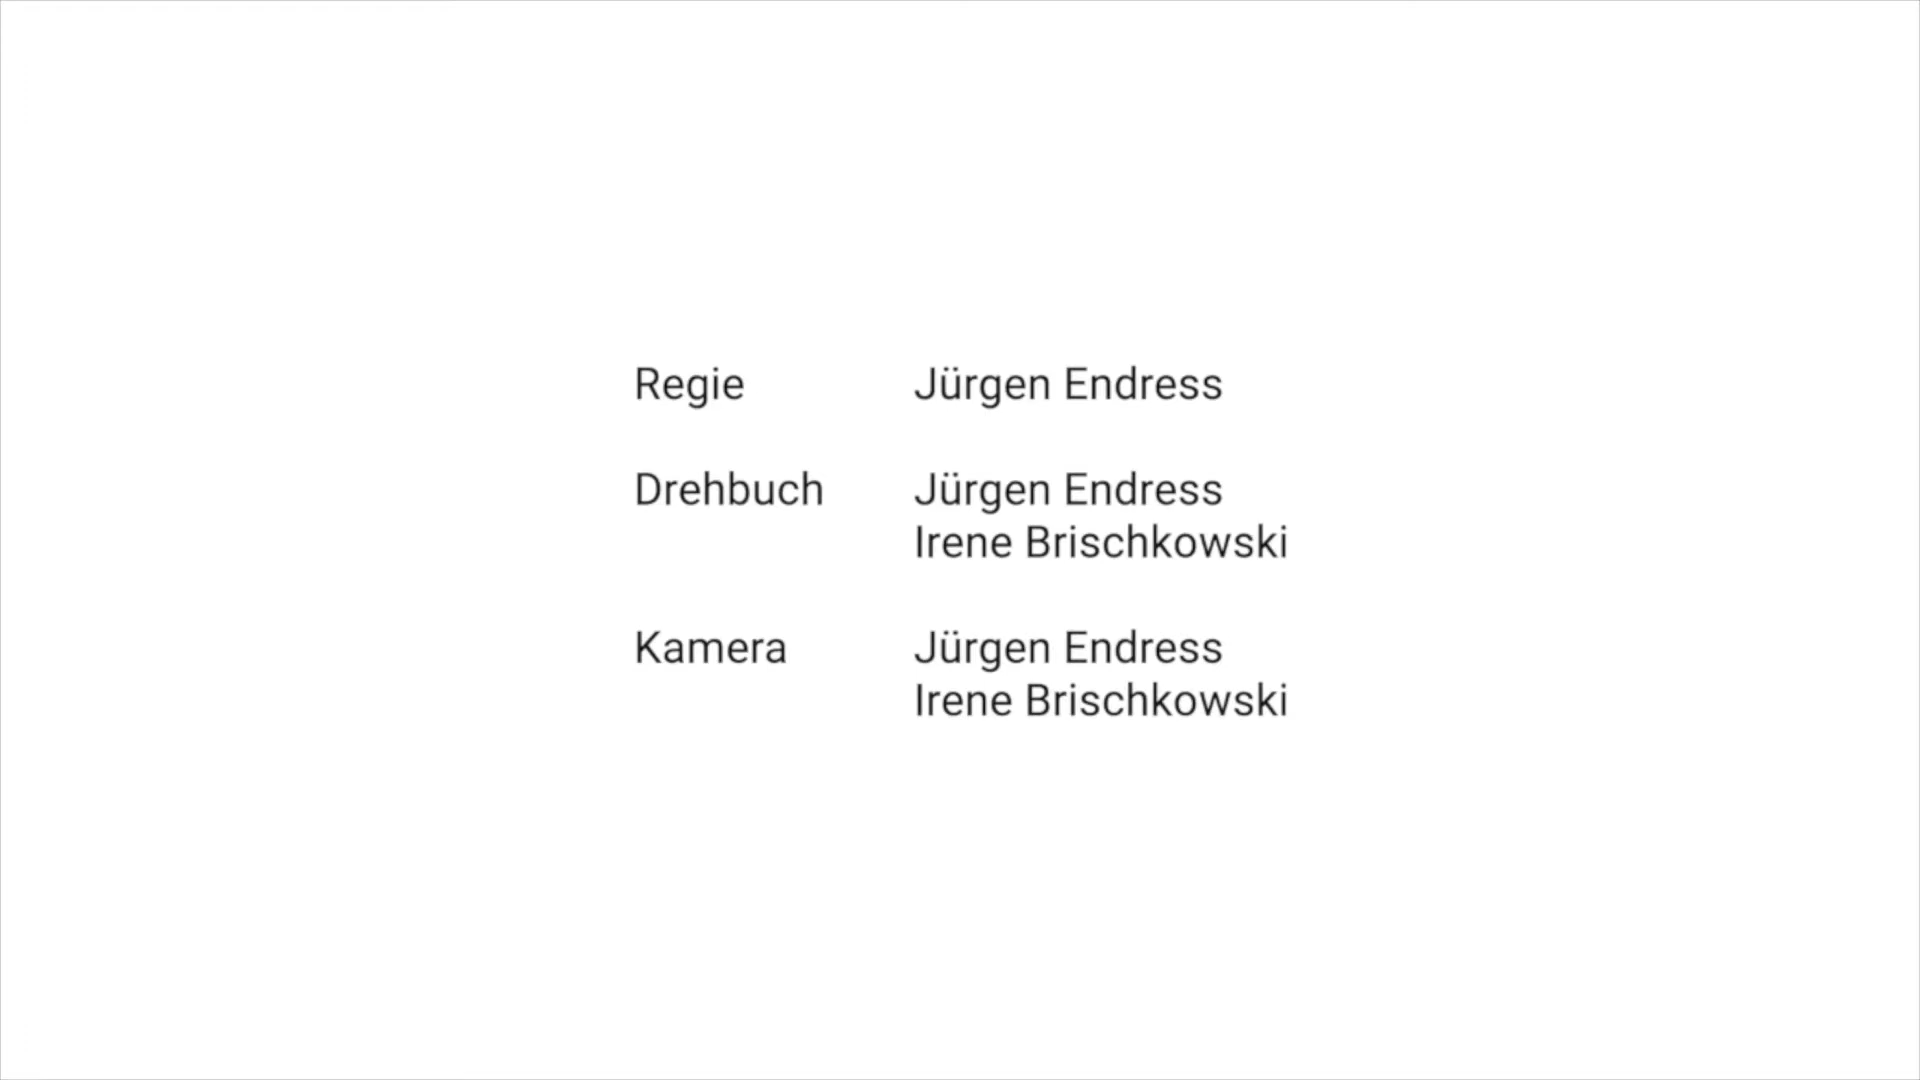 Regie Jürgen Endress
Drehbuch Jürgen Endress
Irene Brischkowski
Kamera Jürgen Endress
Irene Brischkowski